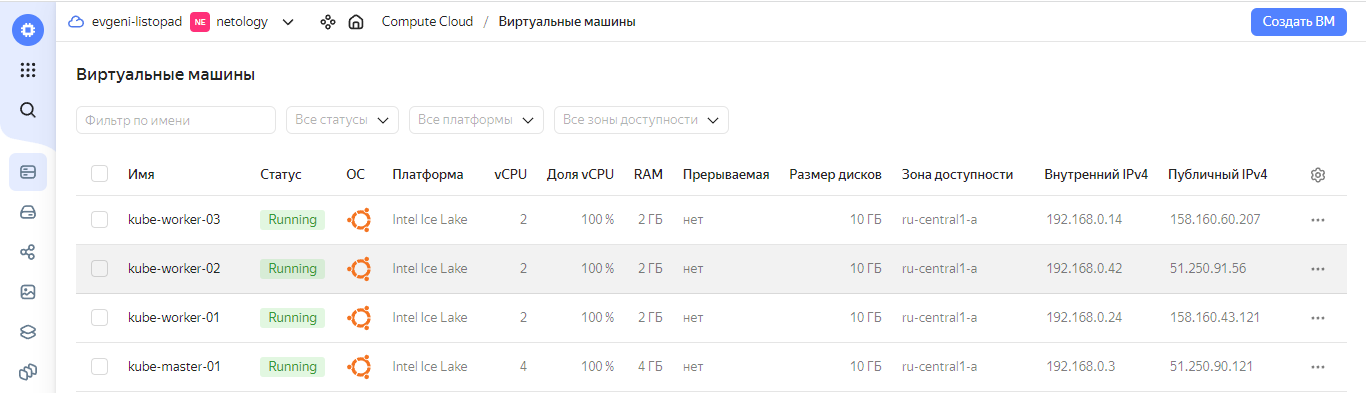 evgeni-listopad NE netology Compute Cloud / Виртуальные машины Создать ВМ
Виртуальные машины
Фильтр по имени Все статусы Все платформы Все зоны доступности
Имя Статус ОС Платформа vCPU Доля vCPU RAM Прерываемая Размер дисков Зона доступности Внутренний IPv4 Публичный IPv4
kube-worker-03 Running Intel Ice Lake 2 100 % 2 ГБ нет 10 ГБ ru-central1-a 192.168.0.14 158.160.60.207
kube-worker-02 Running Intel Ice Lake 2 100 % 2 ГБ нет 10 ГБ ru-central1-a 192.168.0.42 51.250.91.56
kube-worker-01 Running Intel Ice Lake 2 100 % 2 ГБ нет 10 ГБ ru-central1-a 192.168.0.24 158.160.43.121
kube-master-01 Running Intel Ice Lake 4 100 % 4 ГБ нет 10 ГБ ru-central1-a 192.168.0.3 51.250.90.121